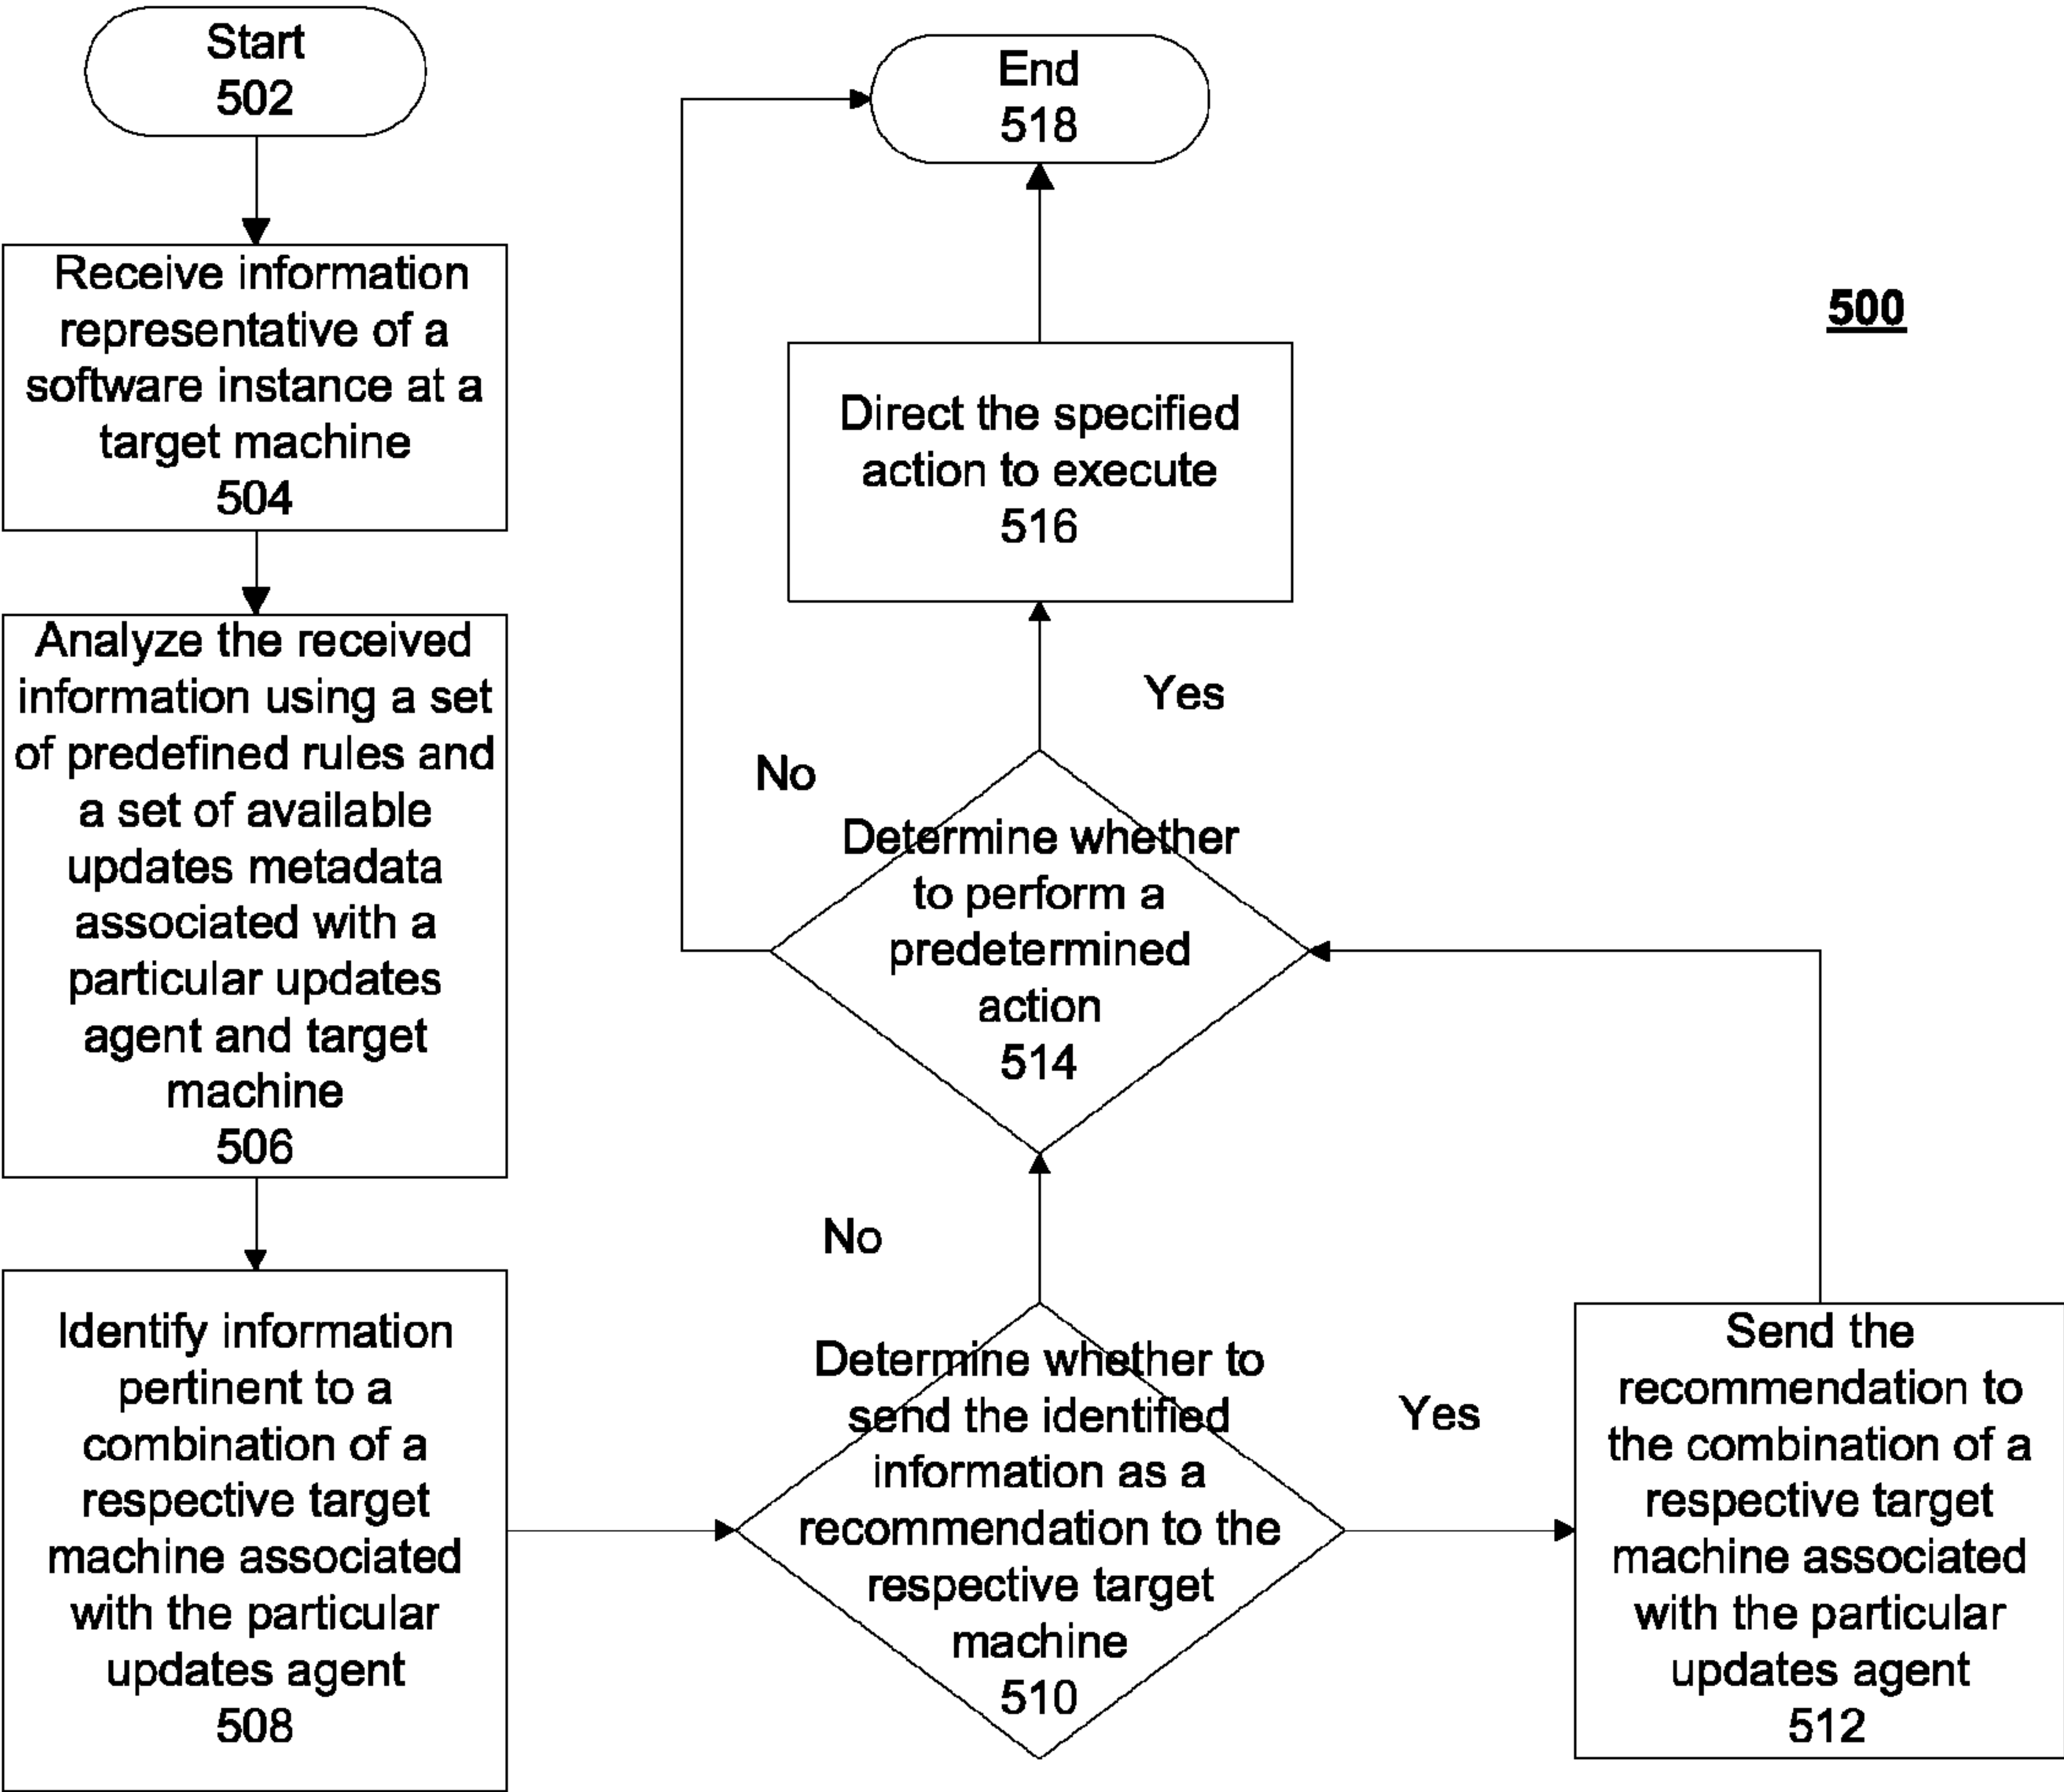 Start
502
Receive information
representative of a
software instance at a
target machine
504
Analyze the received
information using a set
of predefined rules and
a set of available
updates metadata
associated with a
particular updates
agent and target
machine
506
Identify information
pertinent to a
combination of a
respective target
machine associated
with the particular
updates agent
508
Determine whether to
send the identified
information as a
recommendation to the
respective target
machine
510
Yes
Send the
recommendation to
the combination of a
respective target
machine associated
with the particular
updates agent
512
No
Determine whether
to perform a
predetermined
action
514
No
Yes
Direct the specified
action to execute
516
End
518
500